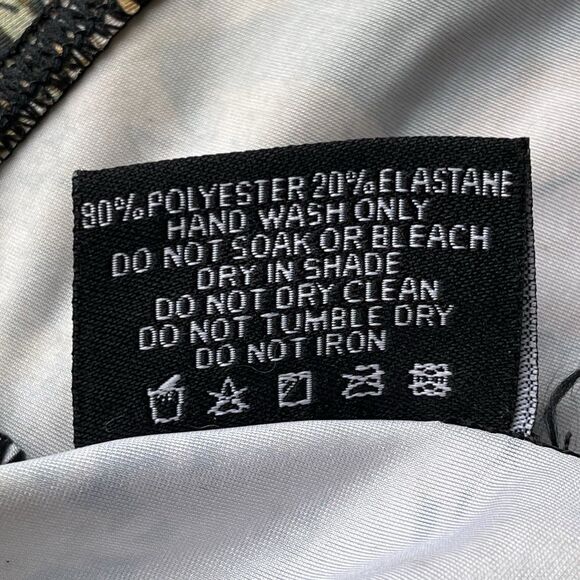 80% POLYESTER 20% ELASTANE
HAND WASH ONLY
DO NOT SOAK OR BLEACH
DRY IN SHADE
DO NOT DRY CLEAN
DO NOT TUMBLE DRY
DO NOT IRON